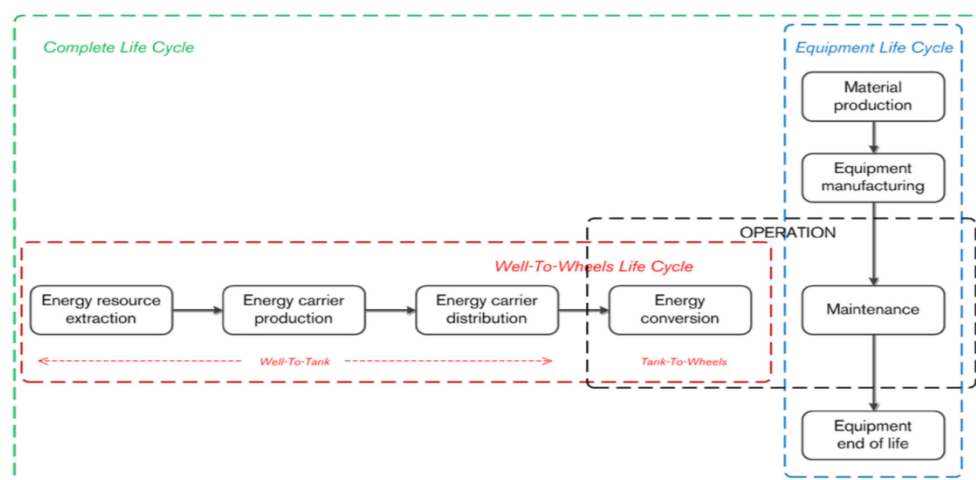 Complete Life Cycle
Equipment Life Cycle
Material
production
Equipment
manufacturing
OPERATION
Well-To-Wheels Life Cycle
Energy resource
extraction
Energy carrier
production
Energy carrier
distribution
Energy
conversion
Maintenance
Well-To-Tank
Tank-To-Wheels
Equipment
end of life